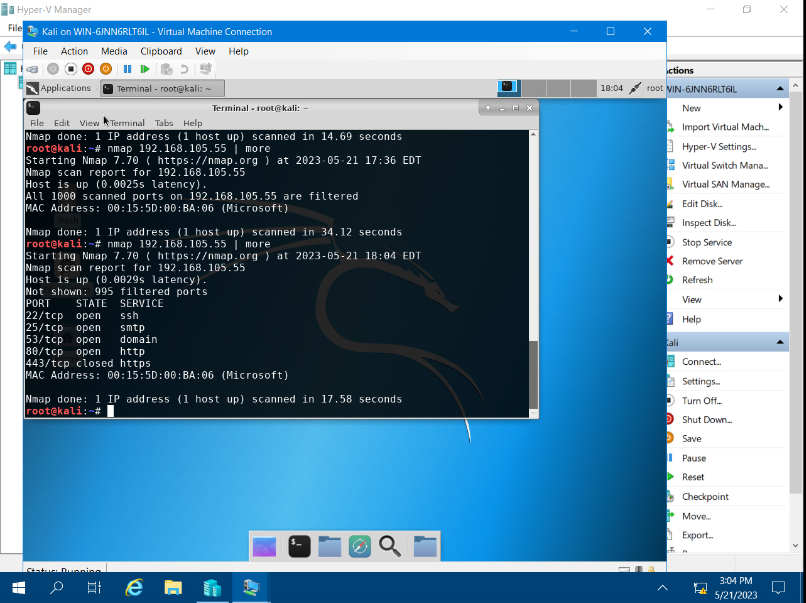 Hyper-V Manager
File
Kali on WIN-6JNN6RLT6IL - Virtual Machine Connection
File Action Media Clipboard View Help
Applications Terminal - root@kali: ~ 18:04 root
Terminal - root@kali: ~
File Edit View Terminal Tabs Help
Nmap done: 1 IP address (1 host up) scanned in 14.69 seconds
root@kali:~# nmap 192.168.105.55 | more
Starting Nmap 7.70 ( https://nmap.org ) at 2023-05-21 17:36 EDT
Nmap scan report for 192.168.105.55
Host is up (0.0025s latency).
All 1000 scanned ports on 192.168.105.55 are filtered
MAC Address: 00:15:5D:00:BA:06 (Microsoft)
Nmap done: 1 IP address (1 host up) scanned in 34.12 seconds
root@kali:~# nmap 192.168.105.55 | more
Starting Nmap 7.70 ( https://nmap.org ) at 2023-05-21 18:04 EDT
Nmap scan report for 192.168.105.55
Host is up (0.0029s latency).
Not shown: 995 filtered ports
PORT STATE SERVICE
22/tcp open ssh
25/tcp open smtp
53/tcp open domain
80/tcp open http
443/tcp closed https
MAC Address: 00:15:5D:00:BA:06 (Microsoft)
Nmap done: 1 IP address (1 host up) scanned in 17.58 seconds
root@kali:~#
Status: Running
ctions
WIN-6JNN6RLT6IL
New
Import Virtual Mach...
Hyper-V Settings...
Virtual Switch Mana...
Virtual SAN Manage...
Edit Disk...
Inspect Disk...
Stop Service
Remove Server
Refresh
View
Help
Kali
Connect...
Settings...
Turn Off...
Shut Down...
Save
Pause
Reset
Checkpoint
Move...
Export...
3:04 PM
5/21/2023